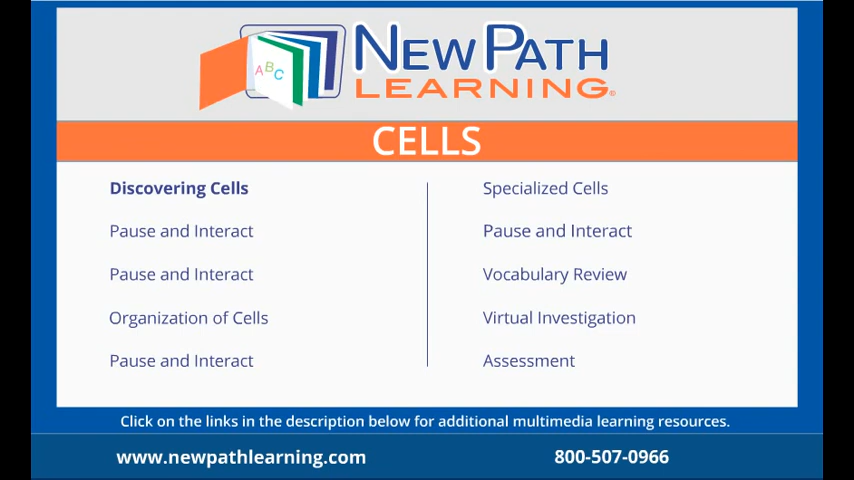 ABC
NEWPATH
LEARNING®
CELLS
Discovering Cells
Pause and Interact
Pause and Interact
Organization of Cells
Pause and Interact
Specialized Cells
Pause and Interact
Vocabulary Review
Virtual Investigation
Assessment
Click on the links in the description below for additional multimedia learning resources.
www.newpathlearning.com
800-507-0966